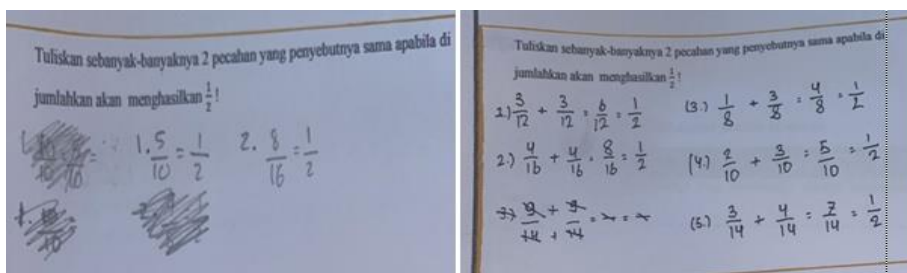 Tuliskan sebanyak-banyaknya 2 pecahan yang penyebutnya sama apabila di
jumlahkan akan menghasilkan 1/2 !
1. 5/10 = 1/2 2. 8/16 = 1/2
Tuliskan sebanyak-banyaknya 2 pecahan yang penyebutnya sama apabila di
jumlahkan akan menghasilkan 1/2 !
1) 3/12 + 3/12 = 6/12 = 1/2 (3.) 1/8 + 3/8 = 4/8 = 1/2
2.) 4/16 + 4/16 = 8/16 = 1/2 (4.) 2/10 + 3/10 = 5/10 = 1/2
(5.) 3/14 + 4/14 = 7/14 = 1/2